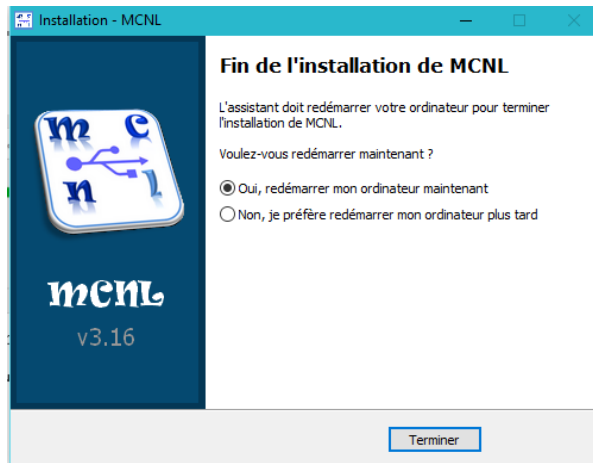 Installation - MCNL
Fin de l'installation de MCNL
L'assistant doit redémarrer votre ordinateur pour terminer
l'installation de MCNL.
Voulez-vous redémarrer maintenant ?
Oui, redémarrer mon ordinateur maintenant
Non, je préfère redémarrer mon ordinateur plus tard
m c
n l
mcnl
v3.16
Terminer